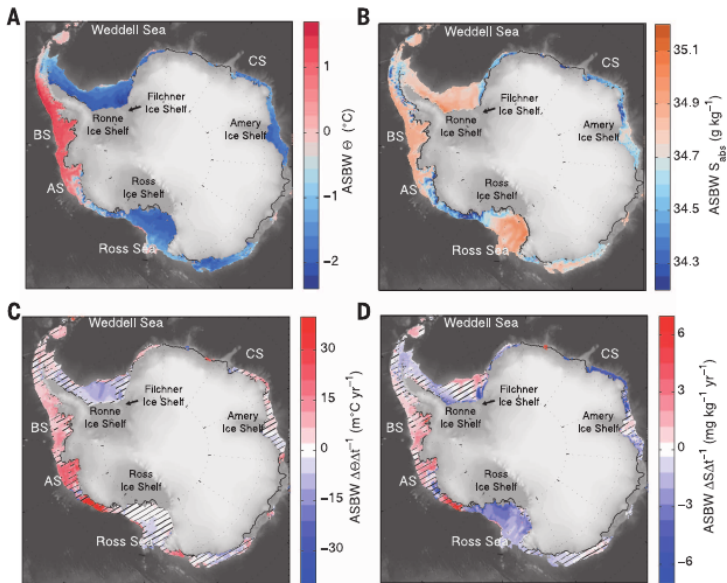 A
Weddell Sea
CS
Filchner
Ice Shelf
Ronne
Ice Shelf
Amery
Ice Shelf
BS
AS
Ross
Ice Shelf
Ross Sea
1
0
−1
−2
ASBW Θ (°C)
B
Weddell Sea
CS
Filchner
Ice Shelf
Ronne
Ice Shelf
Amery
Ice Shelf
BS
AS
Ross
Ice Shelf
Ross Sea
35.1
34.9
34.7
34.5
34.3
ASBW Sabs (g kg⁻¹)
C
Weddell Sea
CS
Filchner
Ice Shelf
Ronne
Ice Shelf
Amery
Ice Shelf
BS
AS
Ross
Ice Shelf
Ross Sea
30
15
0
−15
−30
ASBW ΔΘΔt⁻¹ (m°C yr⁻¹)
D
Weddell Sea
CS
Filchner
Ice Shelf
Ronne
Ice Shelf
Amery
Ice Shelf
BS
AS
Ross
Ice Shelf
Ross Sea
6
3
0
−3
−6
ASBW ΔSΔt⁻¹ (mg kg⁻¹ yr⁻¹)